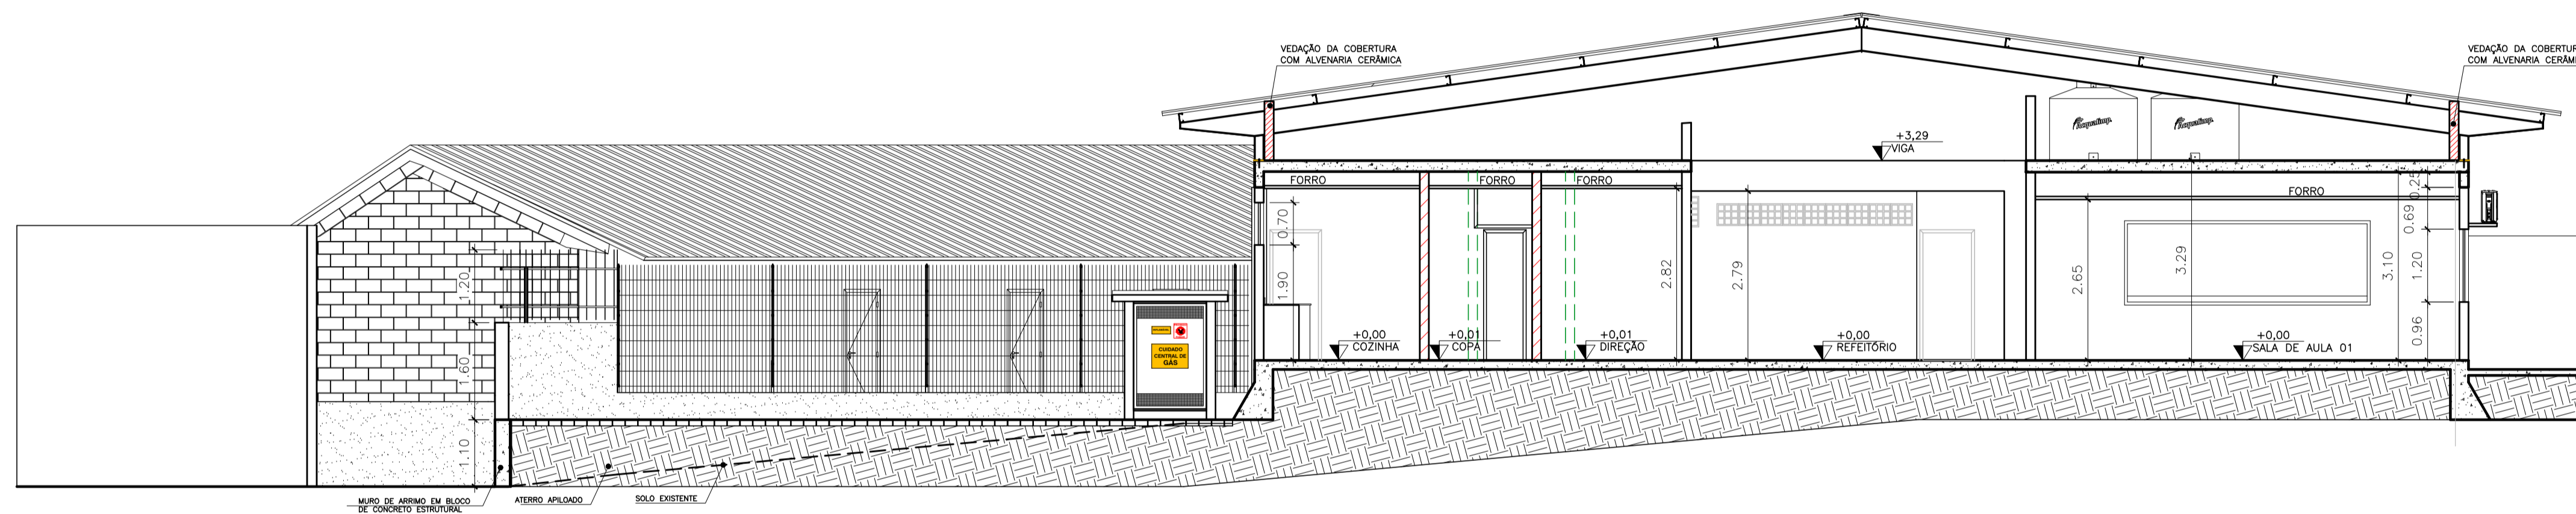 VEDAÇÃO DA COBERTURA
COM ALVENARIA CERÂMICA
VEDAÇÃO DA COBERTUR
COM ALVENARIA CERÂM
+3,29
VIGA
FORRO
FORRO
FORRO
FORRO
0.25
0.69
0.70
1.90
2.82
2.79
2.65
3.29
3.10
1.20
0.96
1.20
1.60
1.10
CUIDADO
CENTRAL DE
GÁS
+0,00
COZINHA
+0,01
COPA
+0,01
DIREÇÃO
+0,00
REFEITÓRIO
+0,00
SALA DE AULA 01
MURO DE ARRIMO EM BLOCO
DE CONCRETO ESTRUTURAL
ATERRO APILOADO
SOLO EXISTENTE